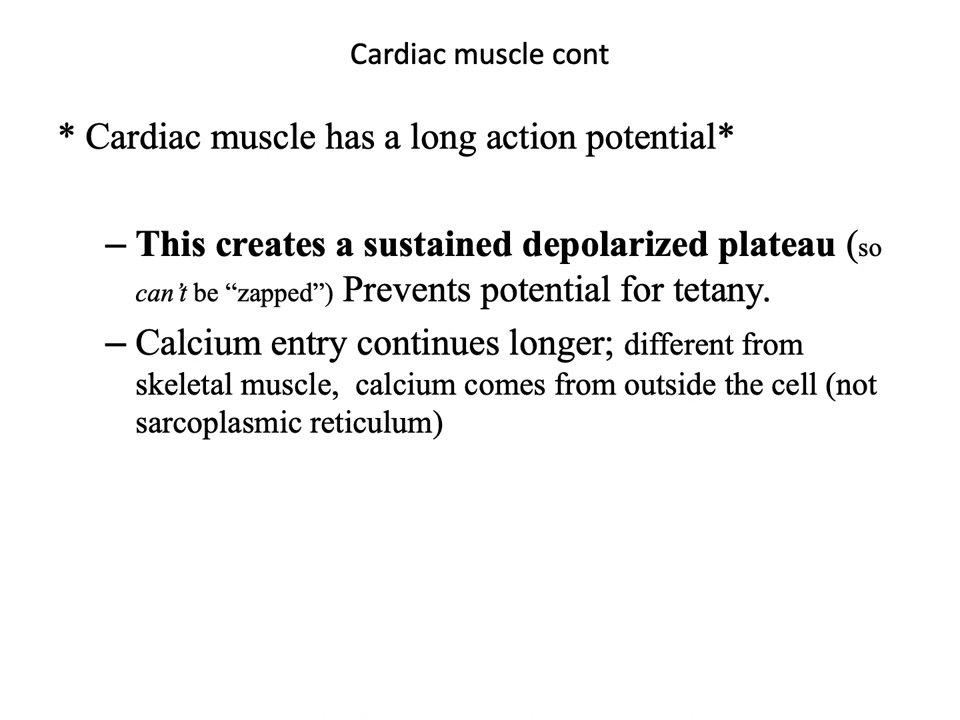 Cardiac muscle cont
* Cardiac muscle has a long action potential*
– This creates a sustained depolarized plateau (so
can’t be “zapped”) Prevents potential for tetany.
– Calcium entry continues longer; different from
skeletal muscle,  calcium comes from outside the cell (not
sarcoplasmic reticulum)